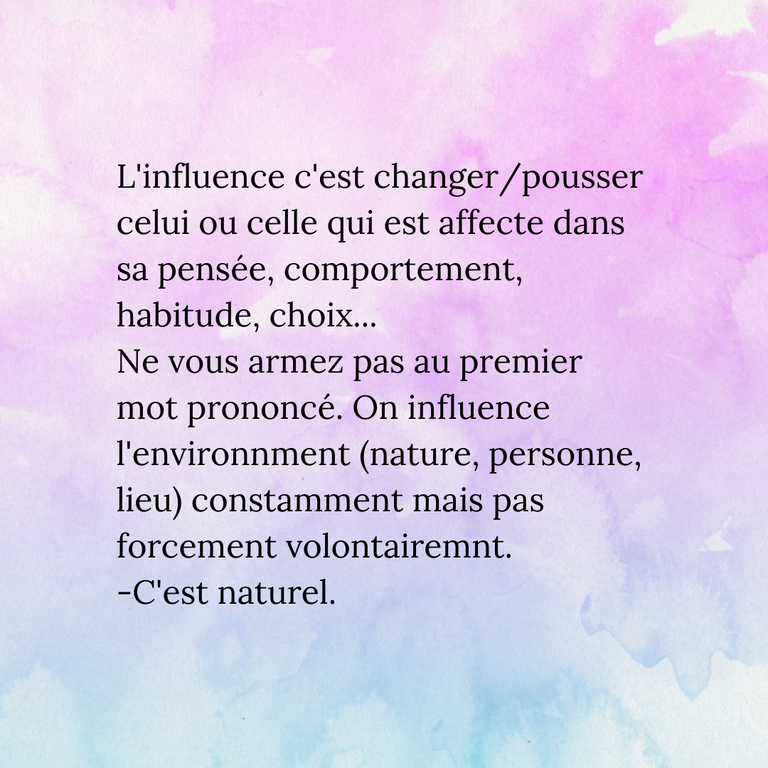 L'influence c'est changer/pousser
celui ou celle qui est affecte dans
sa pensée, comportement,
habitude, choix...
Ne vous armez pas au premier
mot prononcé. On influence
l'environnment (nature, personne,
lieu) constamment mais pas
forcement volontairemnt.
-C'est naturel.